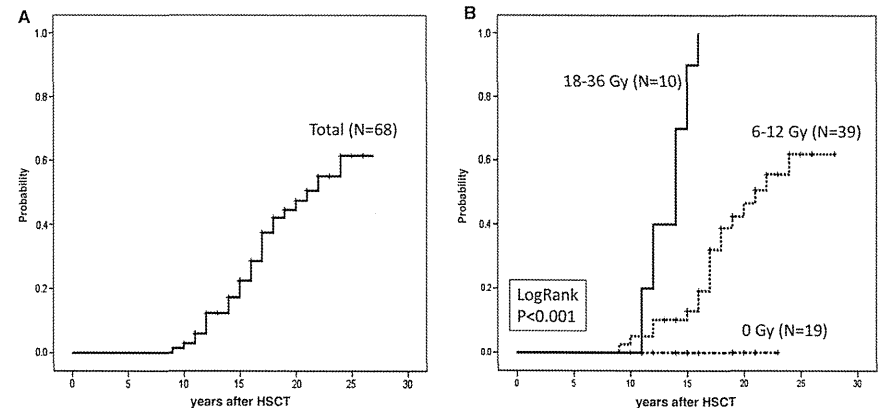 A
1.0
0.8
0.6
0.4
0.2
0.0
Probability
Total (N=68)
0 5 10 15 20 25 30
years after HSCT
B
1.0
0.8
0.6
0.4
0.2
0.0
Probability
18-36 Gy (N=10)
6-12 Gy (N=39)
LogRank
P<0.001
0 Gy (N=19)
0 5 10 15 20 25 30
years after HSCT